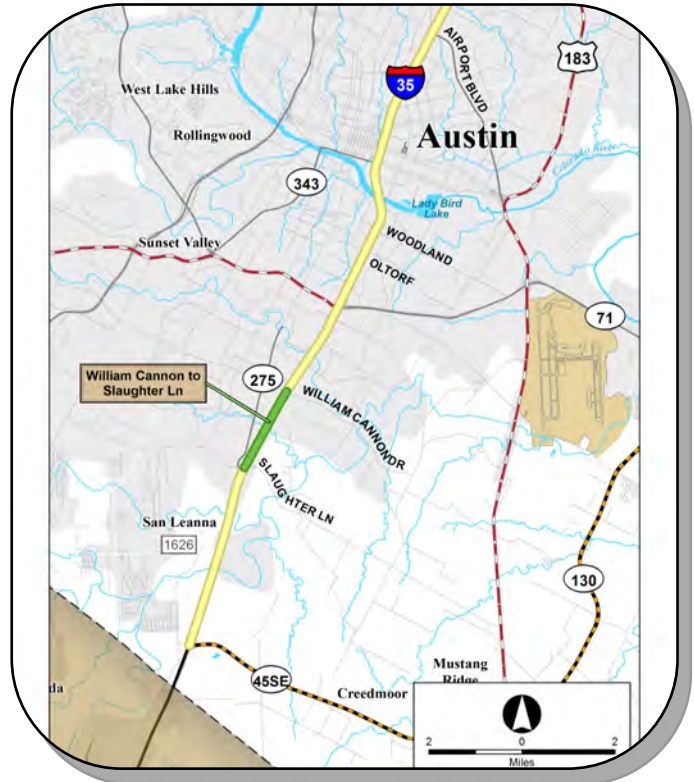 AIRPORT BLVD
183
West Lake Hills
35
Rollingwood
Austin
Colorado River
343
Lady Bird
Lake
WOODLAND
Sunset Valley
OLTORF
71
William Cannon to
Slaughter Ln
275
WILLIAM CANNON DR
SLAUGHTER LN
San Leanna
1626
130
45SE
Mustang
Ridge
da
Creedmoor
2 0 2
Miles